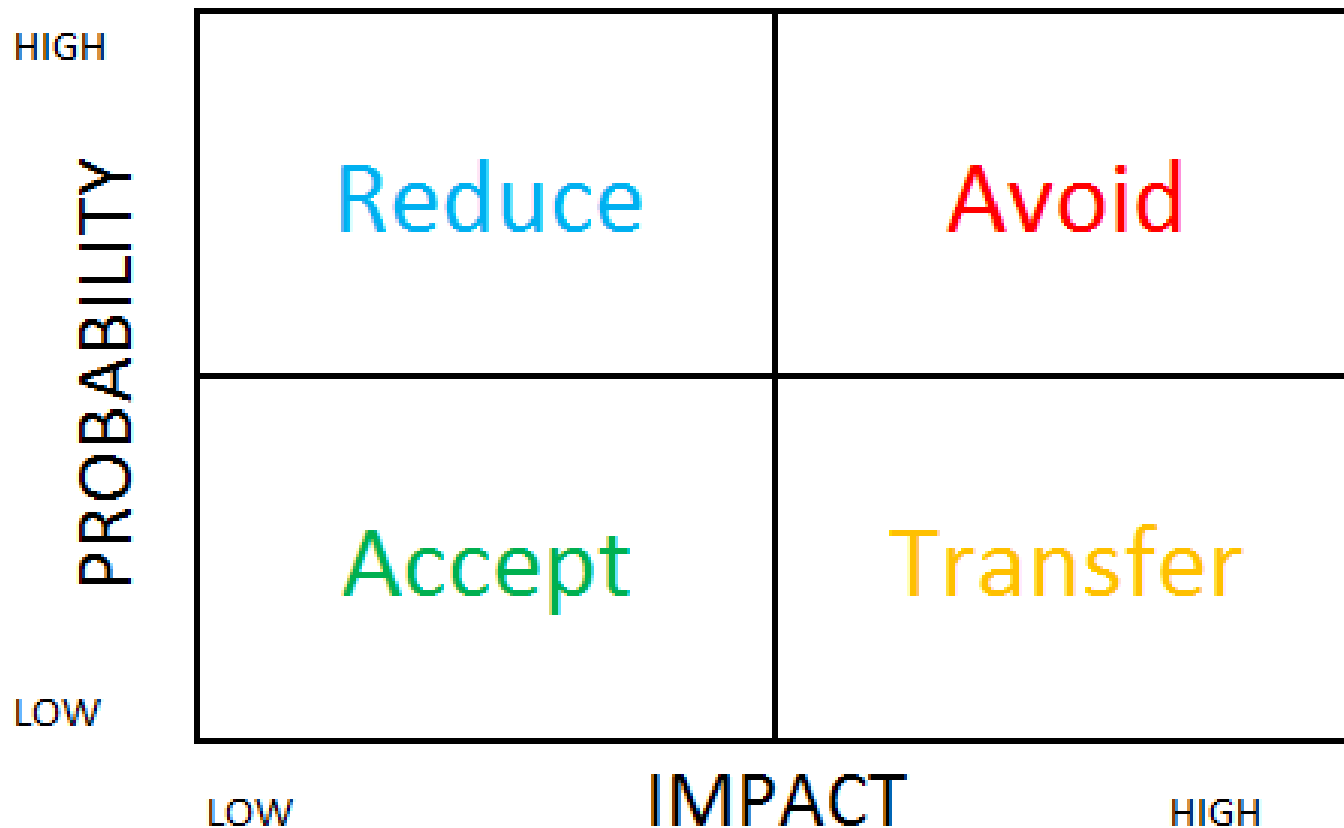 HIGH
Reduce
Avoid
PROBABILITY
Accept
Transfer
LOW
LOW
IMPACT
HIGH